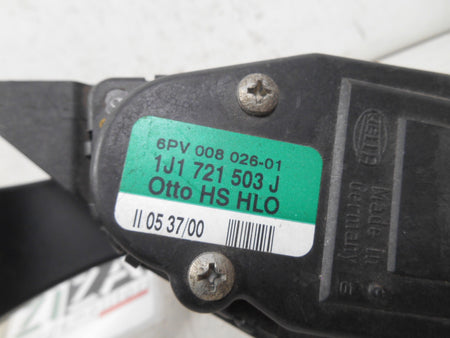 6PV 008 026-01
1J1 721 503 J
Otto HS HLO
II 05 37/00
HELLA
Made in
Germany